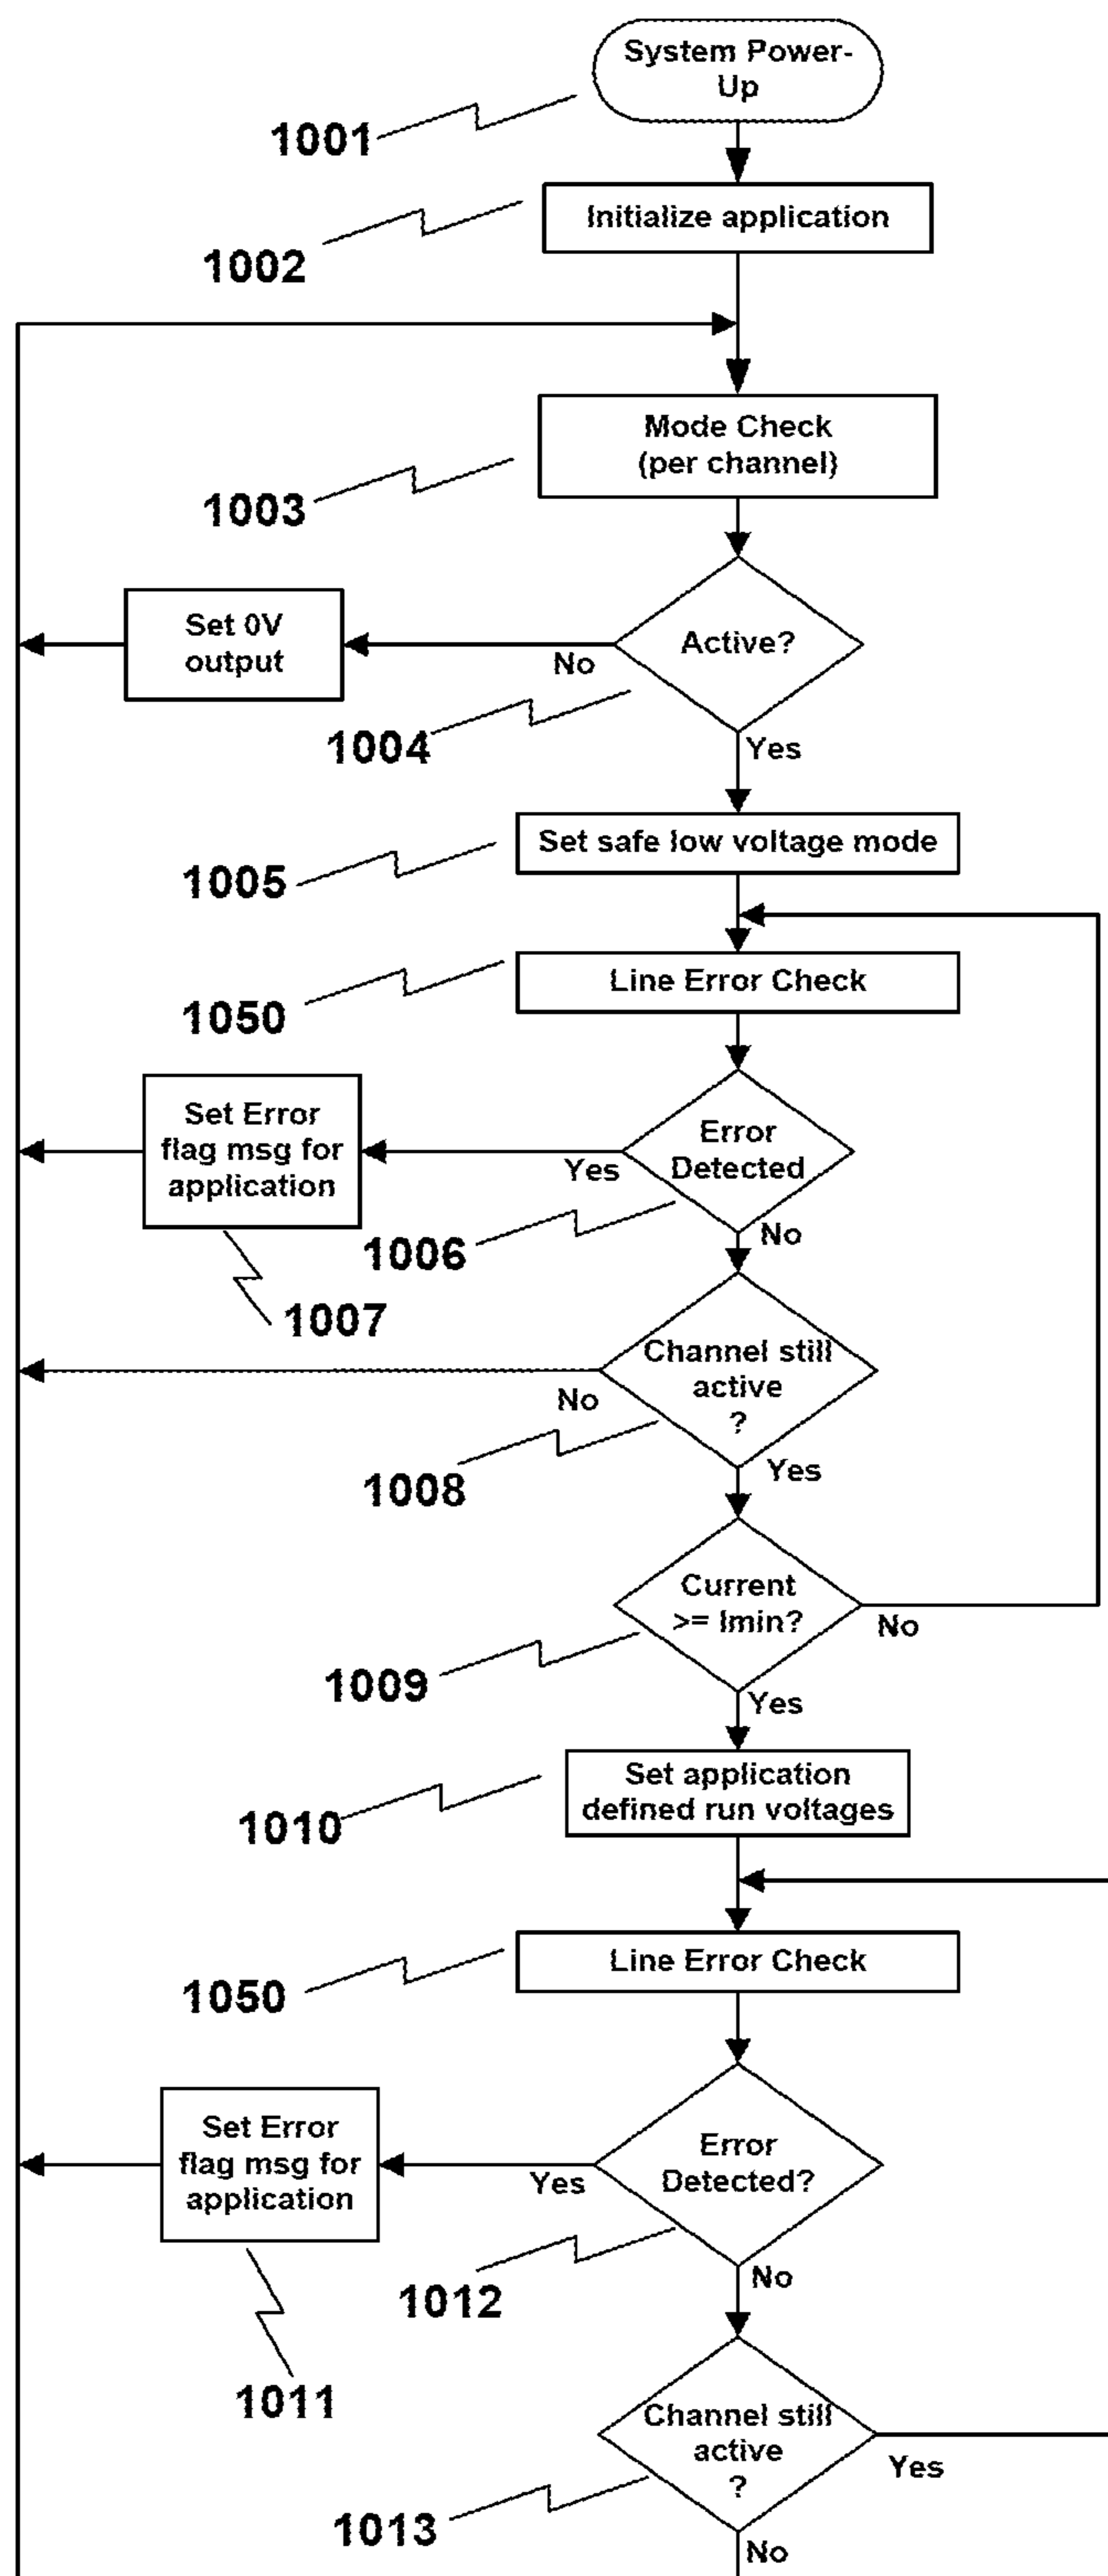 System Power-
Up
1001
Initialize application
1002
Mode Check
(per channel)
1003
Set 0V
output
Active?
No
1004
Yes
Set safe low voltage mode
1005
Line Error Check
1050
Set Error
flag msg for
application
Error
Detected
Yes
1006
No
1007
Channel still
active
?
No
1008
Yes
Current
>= Imin?
No
1009
Yes
Set application
defined run voltages
1010
Line Error Check
1050
Set Error
flag msg for
application
Error
Detected?
Yes
1012
No
1011
Channel still
active
?
Yes
1013
No